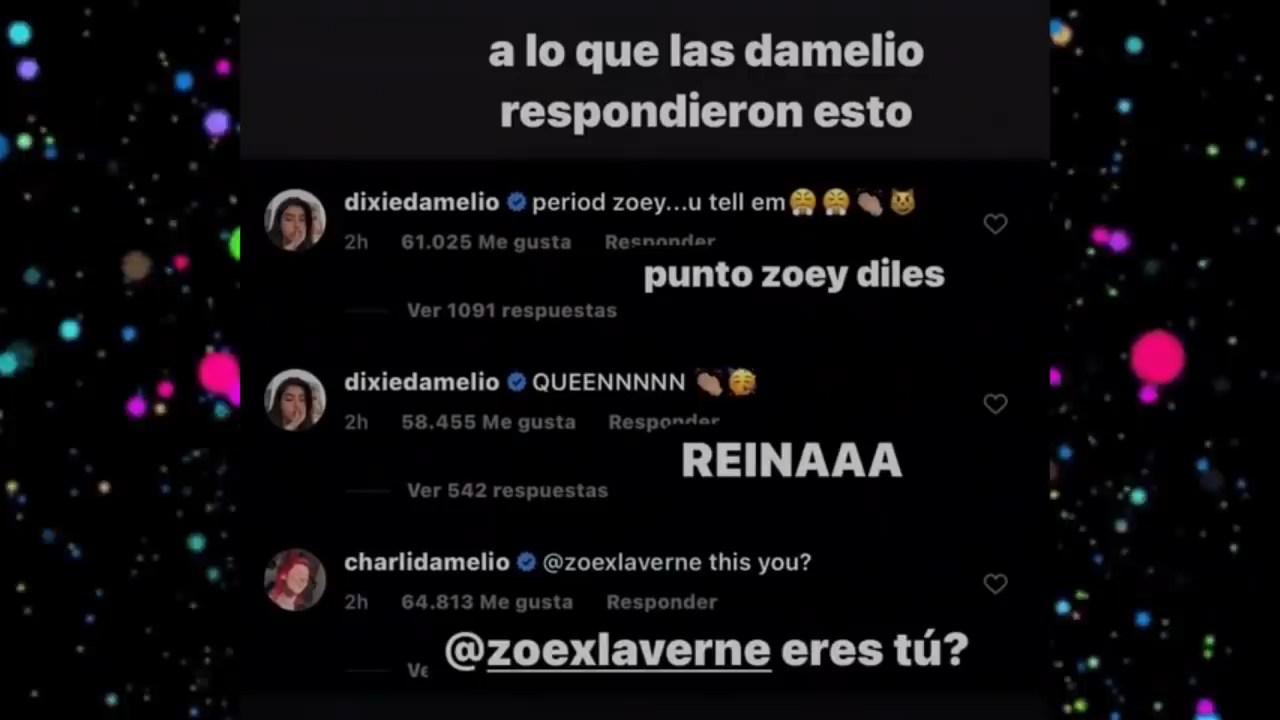 a lo que las damelio
respondieron esto
dixiedamelio period zoey...u tell em😤😤👏🏼😼
2h 61.025 Me gusta Responder
punto zoey diles
Ver 1091 respuestas
dixiedamelio QUEENNNNN 👏🏼🥳
2h 58.455 Me gusta Responder
REINAAA
Ver 542 respuestas
charlidamelio @zoexlaverne this you?
2h 64.813 Me gusta Responder
@zoexlaverne eres tú?